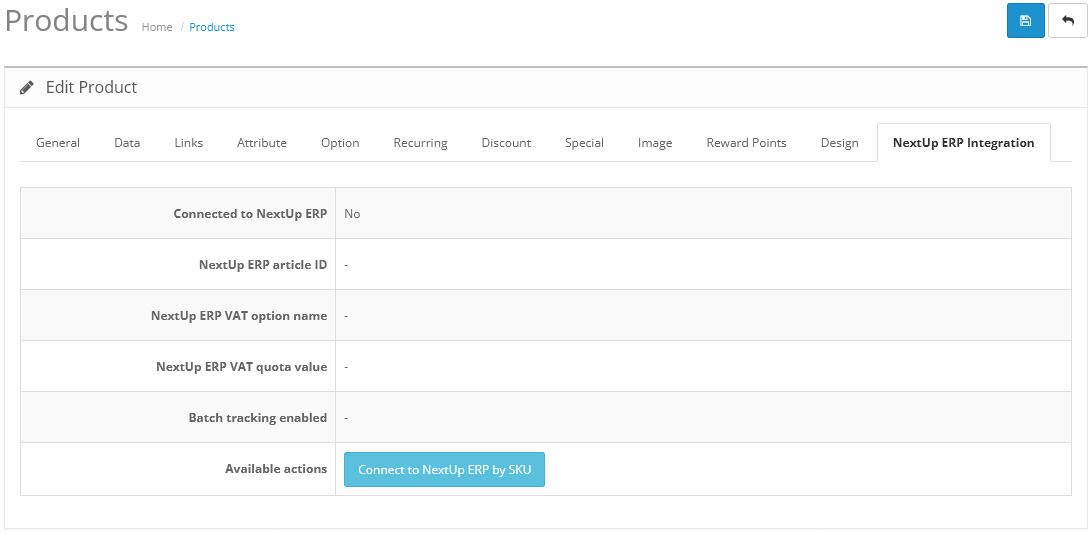 Products Home / Products
Edit Product
General Data Links Attribute Option Recurring Discount Special Image Reward Points Design NextUp ERP Integration
Connected to NextUp ERP No
NextUp ERP article ID -
NextUp ERP VAT option name -
NextUp ERP VAT quota value -
Batch tracking enabled -
Available actions Connect to NextUp ERP by SKU